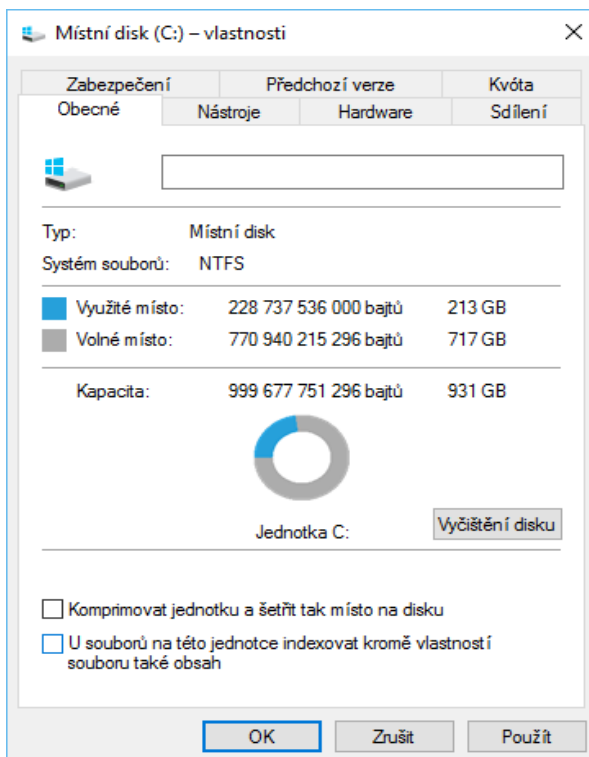 Místní disk (C:) – vlastnosti
Zabezpečení Předchozí verze Kvóta
Obecné Nástroje Hardware Sdílení
Typ: Místní disk
Systém souborů: NTFS
Využité místo: 228 737 536 000 bajtů 213 GB
Volné místo: 770 940 215 296 bajtů 717 GB
Kapacita: 999 677 751 296 bajtů 931 GB
Jednotka C: Vyčištění disku
Komprimovat jednotku a šetřit tak místo na disku
U souborů na této jednotce indexovat kromě vlastností
souboru také obsah
OK Zrušit Použít